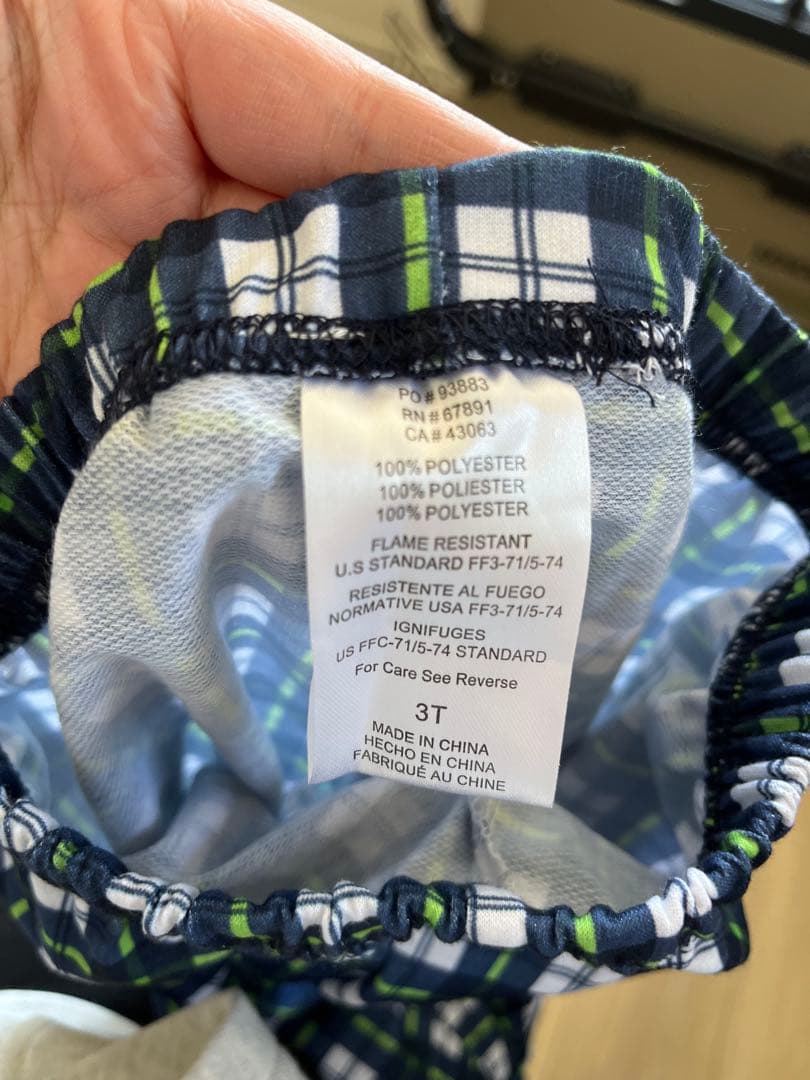 PO # 93883
RN # 67891
CA # 43063
100% POLYESTER
100% POLIESTER
100% POLYESTER
FLAME RESISTANT
U.S STANDARD FF3-71/5-74
RESISTENTE AL FUEGO
NORMATIVE USA FF3-71/5-74
IGNIFUGES
US FFC-71/5-74 STANDARD
For Care See Reverse
3T
MADE IN CHINA
HECHO EN CHINA
FABRIQUÉ AU CHINE